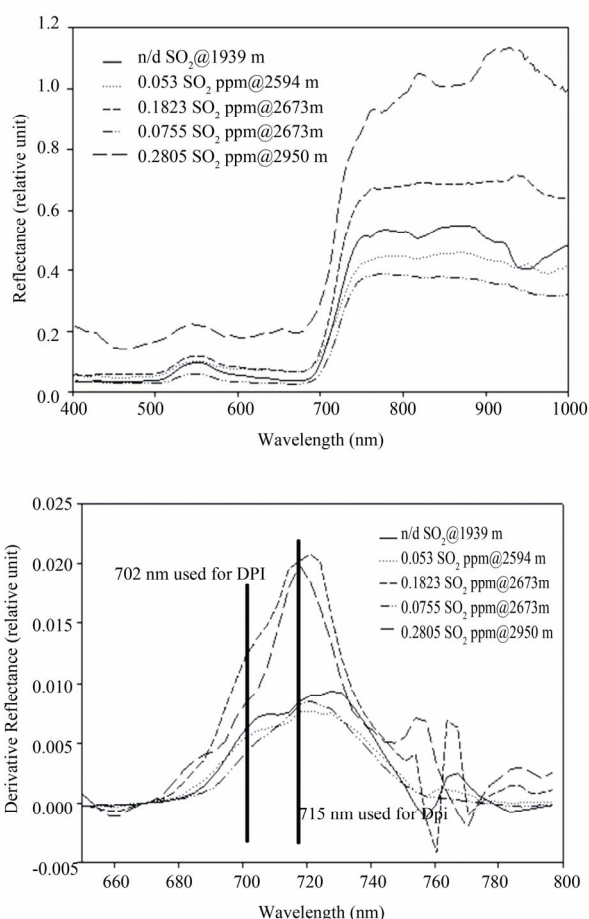 1.2
1.0
0.8
0.6
0.4
0.2
0.0
Reflectance (relative unit)
n/d SO2@1939 m
0.053 SO2 ppm@2594 m
0.1823 SO2 ppm@2673m
0.0755 SO2 ppm@2673m
0.2805 SO2 ppm@2950 m
400 500 600 700 800 900 1000
Wavelength (nm)
0.025
0.020
0.015
0.010
0.005
0.000
-0.005
Derivative Reflectance (relative unit)
702 nm used for DPI
n/d SO2@1939 m
0.053 SO2 ppm@2594 m
0.1823 SO2 ppm@2673m
0.0755 SO2 ppm@2673m
0.2805 SO2 ppm@2950 m
715 nm used for Dpi
660 680 700 720 740 760 780 800
Wavelength (nm)